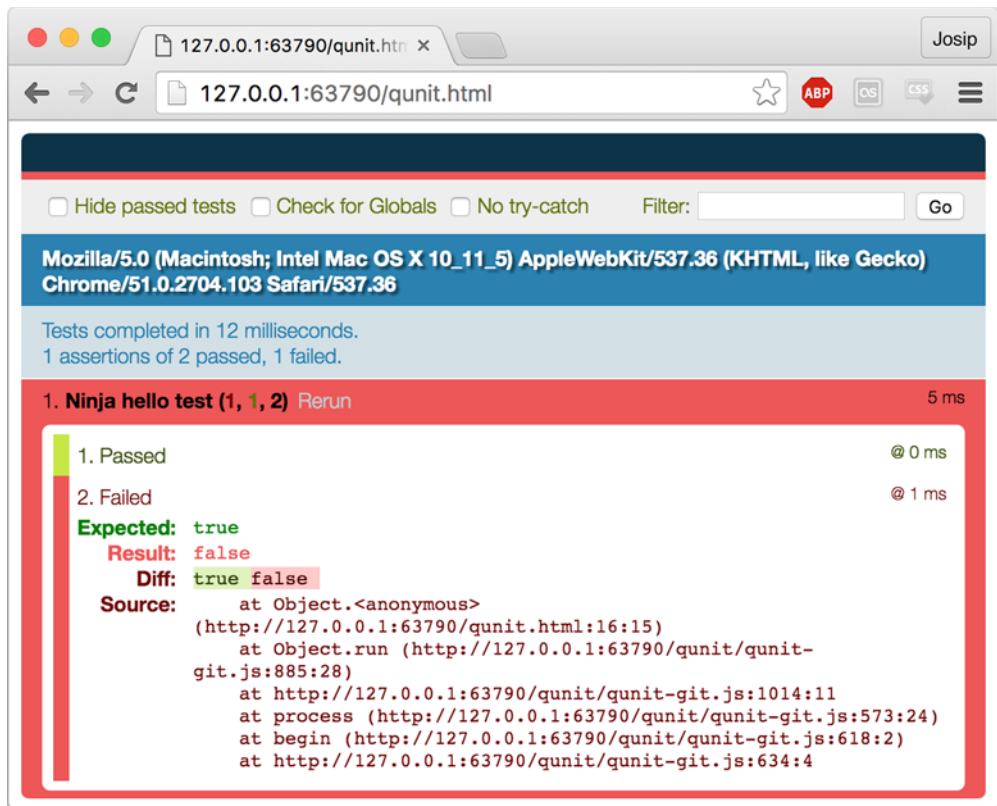 127.0.0.1:63790/qunit.htm ×
Josip
127.0.0.1:63790/qunit.html
ABP
CSS
Hide passed tests Check for Globals No try-catch Filter: Go
Mozilla/5.0 (Macintosh; Intel Mac OS X 10_11_5) AppleWebKit/537.36 (KHTML, like Gecko)
Chrome/51.0.2704.103 Safari/537.36
Tests completed in 12 milliseconds.
1 assertions of 2 passed, 1 failed.
1. Ninja hello test (1, 1, 2) Rerun 5 ms
1. Passed @ 0 ms
2. Failed @ 1 ms
Expected: true
Result: false
Diff: true false
Source: at Object.<anonymous>
(http://127.0.0.1:63790/qunit.html:16:15)
at Object.run (http://127.0.0.1:63790/qunit/qunit-
git.js:885:28)
at http://127.0.0.1:63790/qunit/qunit-git.js:1014:11
at process (http://127.0.0.1:63790/qunit/qunit-git.js:573:24)
at begin (http://127.0.0.1:63790/qunit/qunit-git.js:618:2)
at http://127.0.0.1:63790/qunit/qunit-git.js:634:4